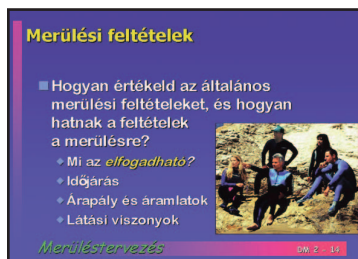 Merülési feltételek
Hogyan értékeld az általános
merülési feltételeket, és hogyan
hatnak a feltételek
a merülésre?
Mi az elfogadható?
Időjárás
Árapály és áramlatok
Látási viszonyok
Merüléstervezés
DM 2 - 14